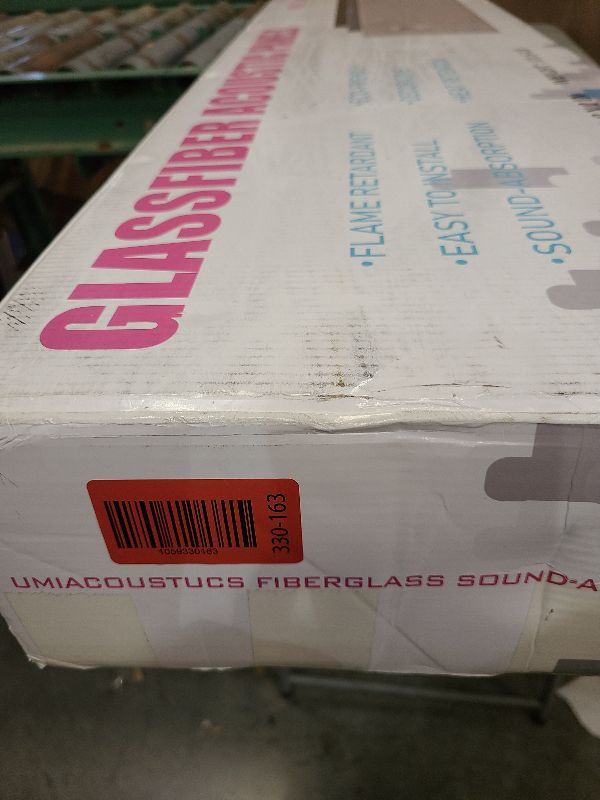 GLASSFIBER ACOUSTIC PANEL
•FLAME RETARDANT
•EASY TO INSTALL
•SOUND-ABSORPTION
1059330163
330-163
UMIACOUSTUCS FIBERGLASS SOUND-A